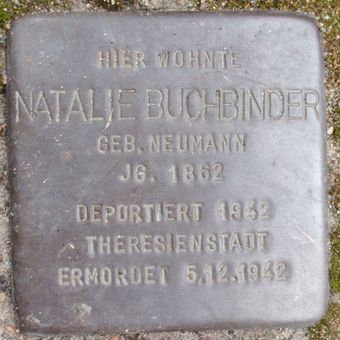 HIER WOHNTE
NATALIE BUCHBINDER
GEB. NEUMANN
JG. 1862
DEPORTIERT 1942
THERESIENSTADT
ERMORDET 5.12.1942